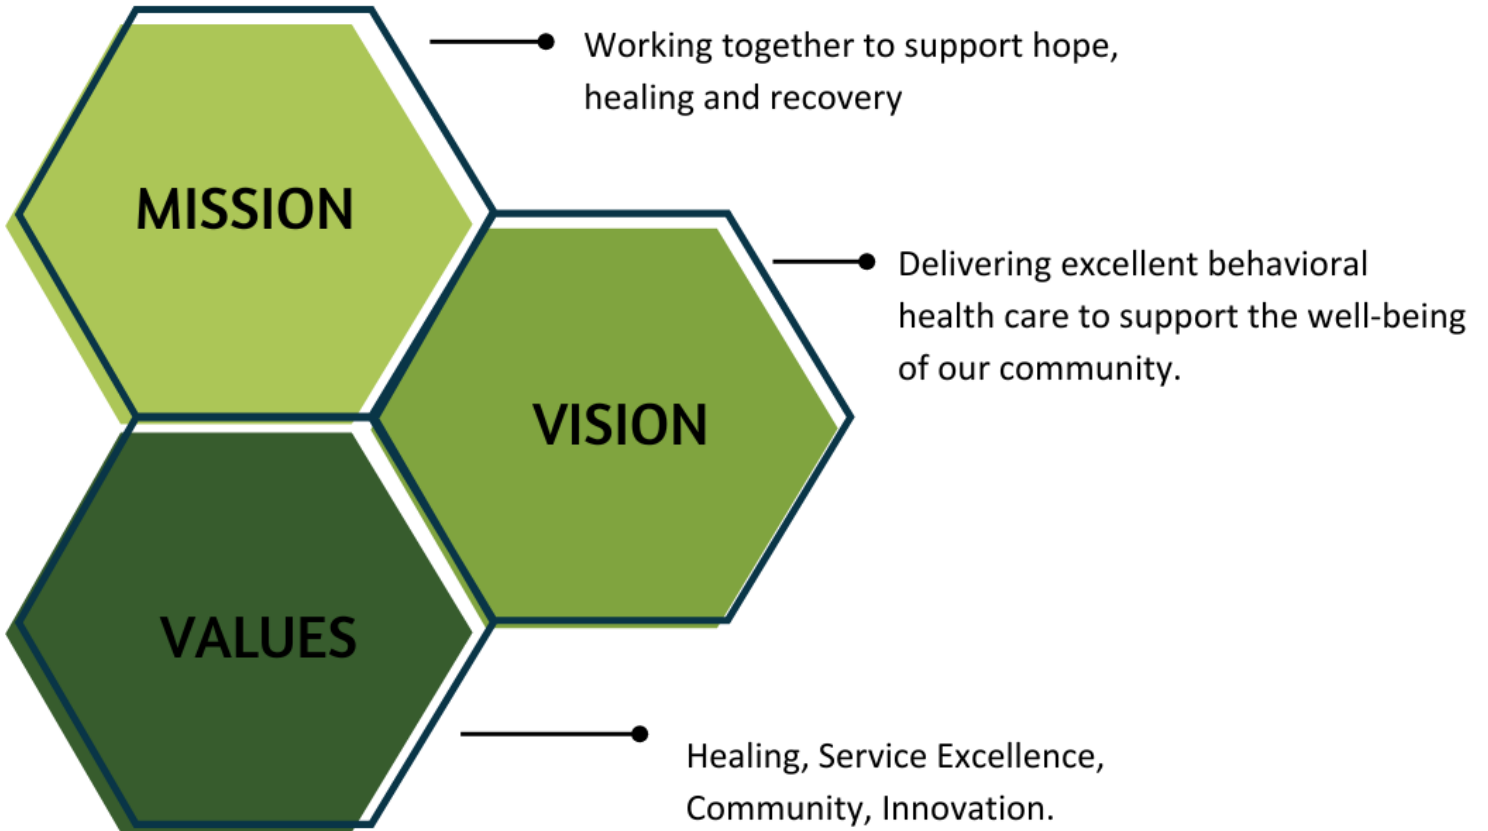 MISSION
Working together to support hope,
healing and recovery
VISION
Delivering excellent behavioral
health care to support the well-being
of our community.
VALUES
Healing, Service Excellence,
Community, Innovation.